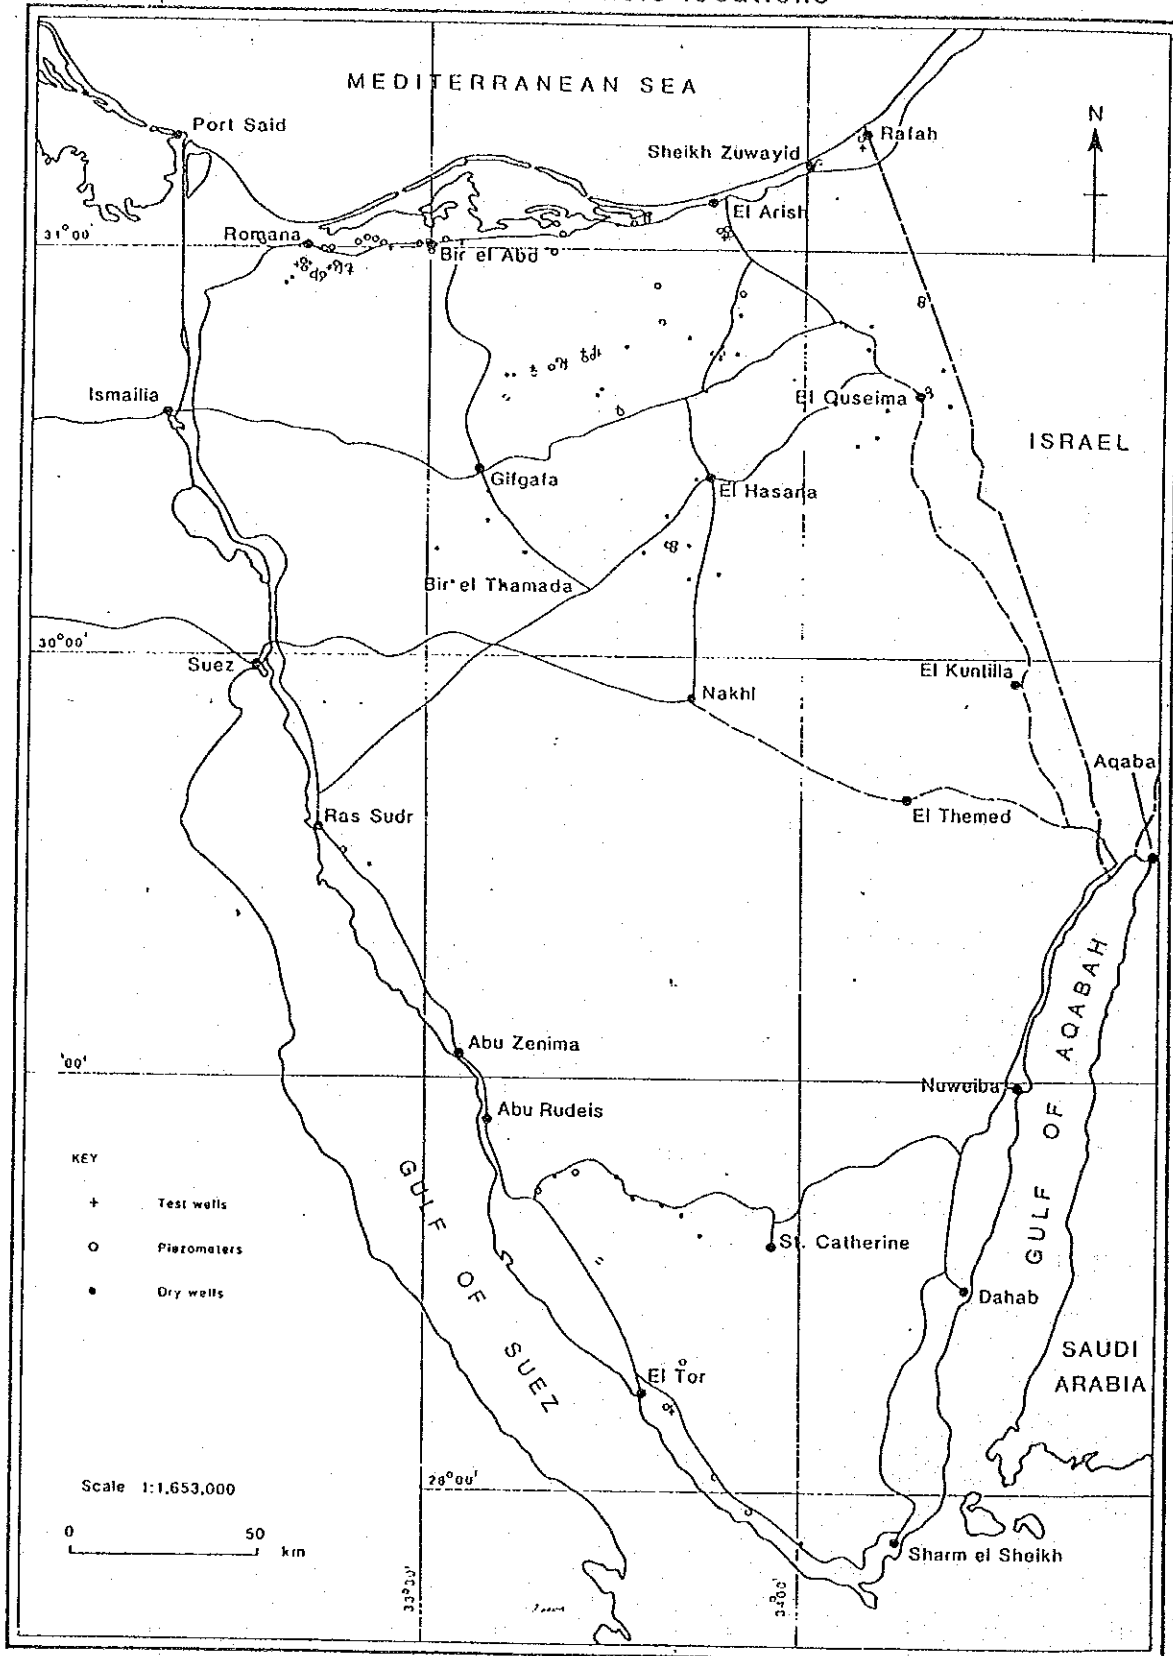 locations
MEDITERRANEAN SEA
N
Port Said
Rafah
Sheikh Zuwayid
El Arish
31°00'
Romana
Bir el Abd
Ismailia
El Quseima
ISRAEL
Gifgafa
El Hasana
Bir el Thamada
30°00'
Suez
El Kuntilla
Nakhl
Aqaba
Ras Sudr
El Themed
GULF OF AQABAH
Abu Zenima
°00'
Nuweiba
Abu Rudeis
KEY
+ Test wells
o Piezometers
• Dry wells
GULF OF SUEZ
St. Catherine
Dahab
SAUDI
ARABIA
El Tor
28°00'
Scale 1:1,653,000
0 50 km
Sharm el Sheikh
33°30'
34°00'